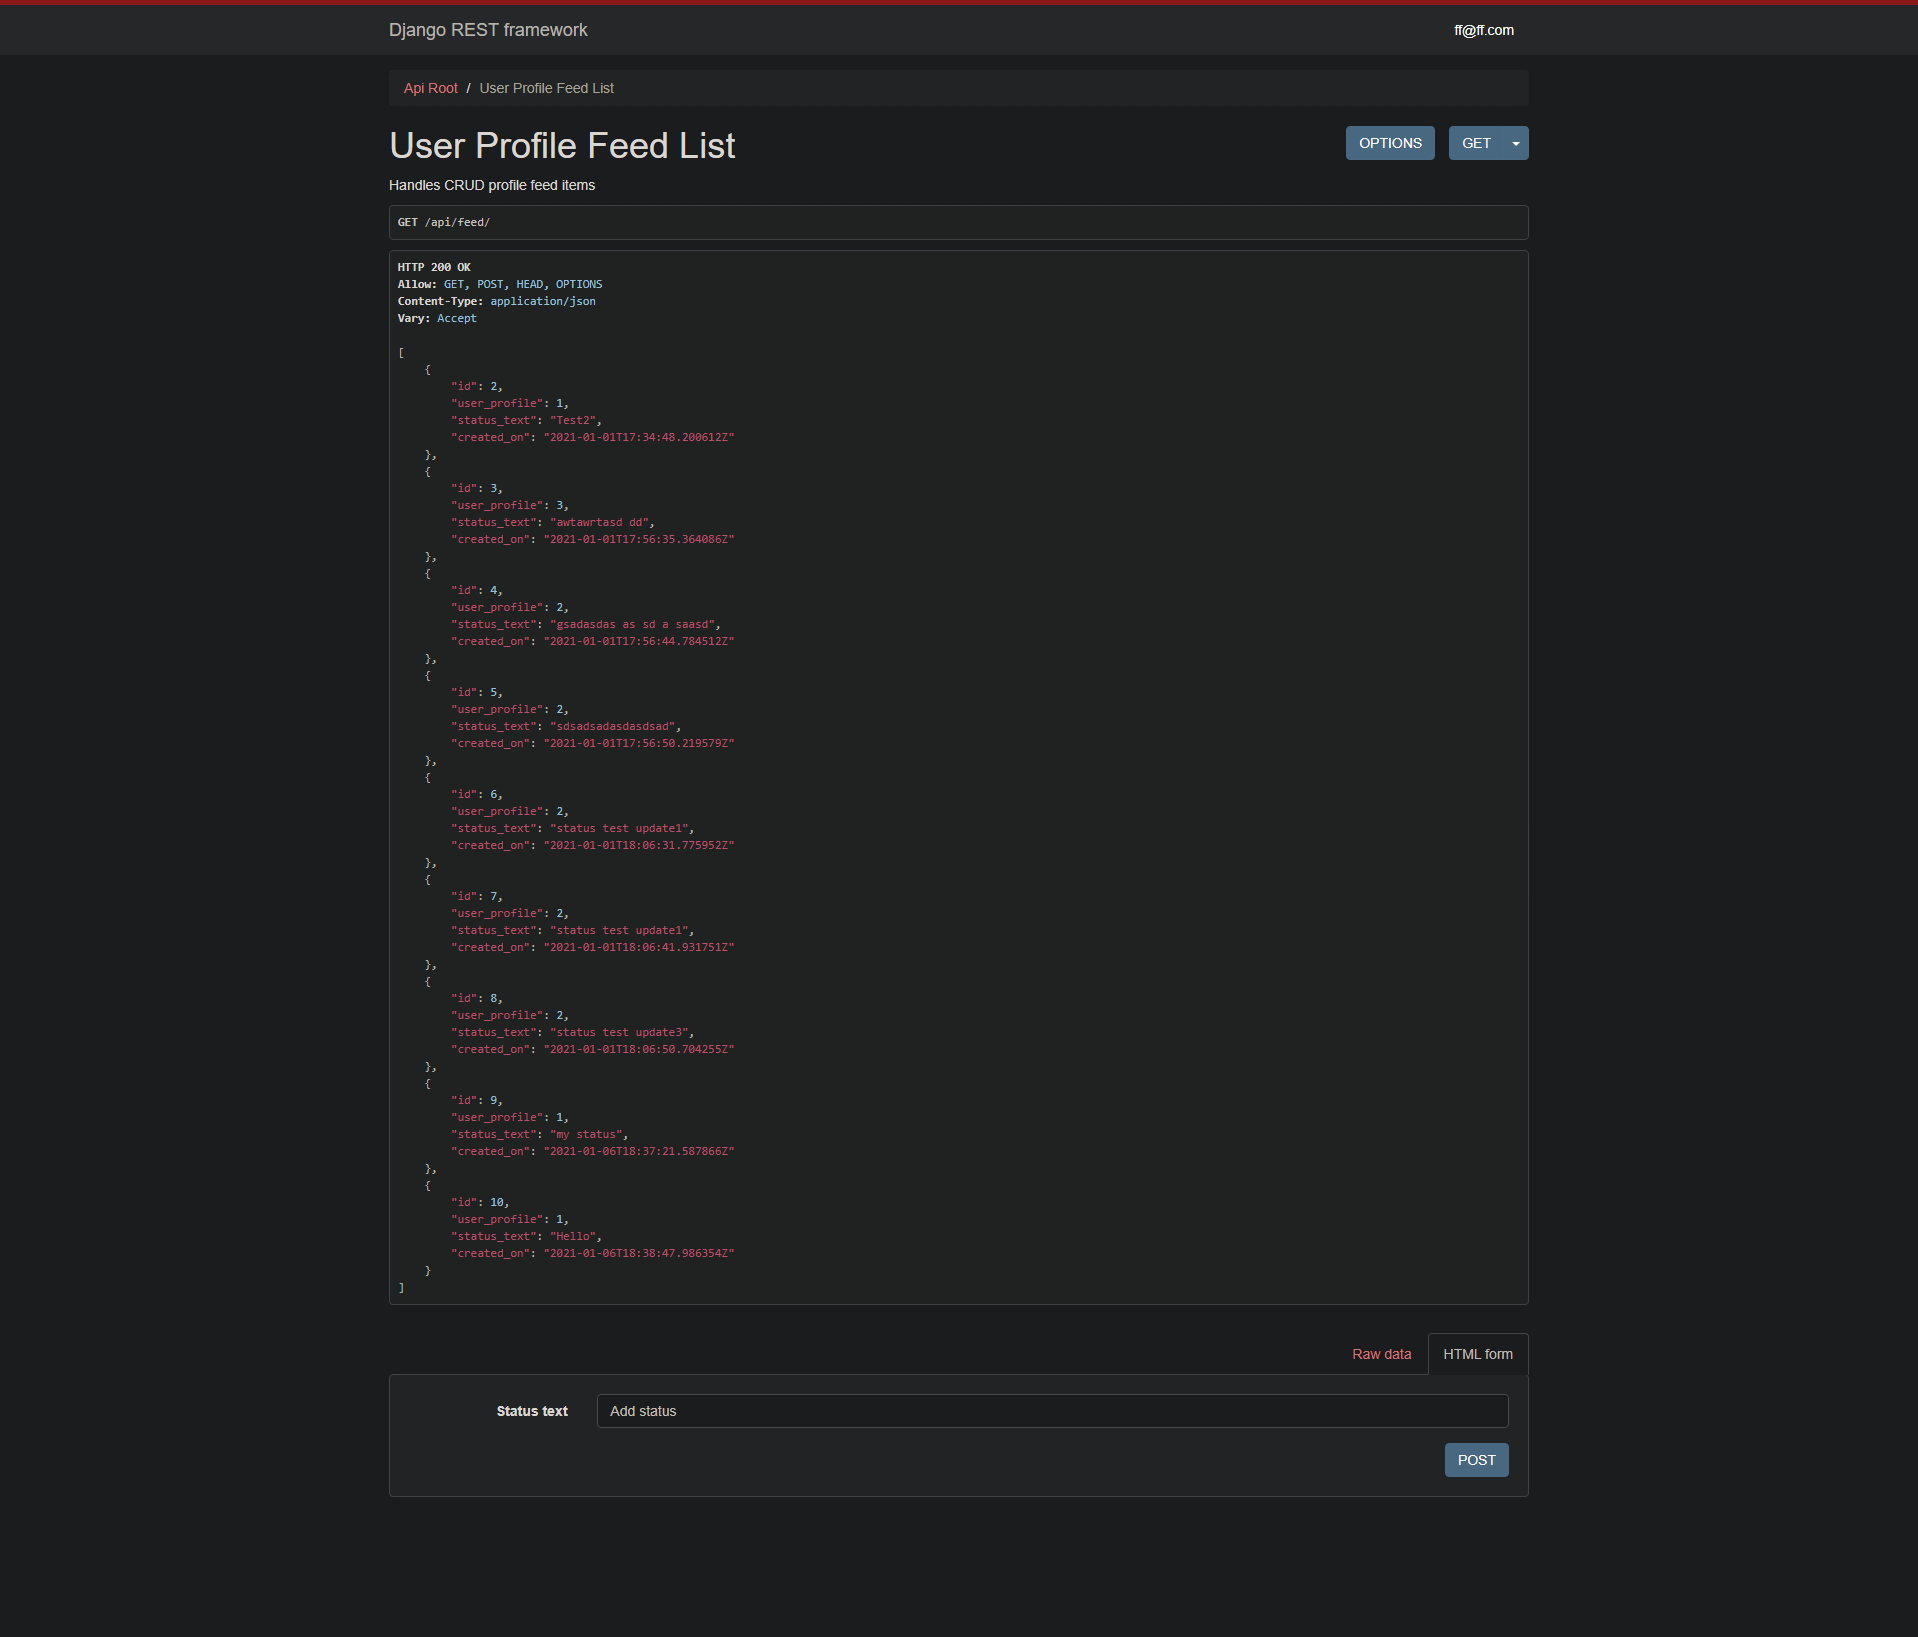 Django REST framework
ff@ff.com
Api Root / User Profile Feed List
User Profile Feed List
OPTIONS
GET
Handles CRUD profile feed items
GET /api/feed/
HTTP 200 OK
Allow: GET, POST, HEAD, OPTIONS
Content-Type: application/json
Vary: Accept
[
    {
        "id": 2,
        "user_profile": 1,
        "status_text": "Test2",
        "created_on": "2021-01-01T17:34:48.200612Z"
    },
    {
        "id": 3,
        "user_profile": 3,
        "status_text": "awtawrtasd dd",
        "created_on": "2021-01-01T17:56:35.364086Z"
    },
    {
        "id": 4,
        "user_profile": 2,
        "status_text": "gsadasdas as sd a saasd",
        "created_on": "2021-01-01T17:56:44.784512Z"
    },
    {
        "id": 5,
        "user_profile": 2,
        "status_text": "sdsadsadasdasdsad",
        "created_on": "2021-01-01T17:56:50.219579Z"
    },
    {
        "id": 6,
        "user_profile": 2,
        "status_text": "status test update1",
        "created_on": "2021-01-01T18:06:31.775952Z"
    },
    {
        "id": 7,
        "user_profile": 2,
        "status_text": "status test update1",
        "created_on": "2021-01-01T18:06:41.931751Z"
    },
    {
        "id": 8,
        "user_profile": 2,
        "status_text": "status test update3",
        "created_on": "2021-01-01T18:06:50.704255Z"
    },
    {
        "id": 9,
        "user_profile": 1,
        "status_text": "my status",
        "created_on": "2021-01-06T18:37:21.587866Z"
    },
    {
        "id": 10,
        "user_profile": 1,
        "status_text": "Hello",
        "created_on": "2021-01-06T18:38:47.986354Z"
    }
]
Raw data
HTML form
Status text
Add status
POST